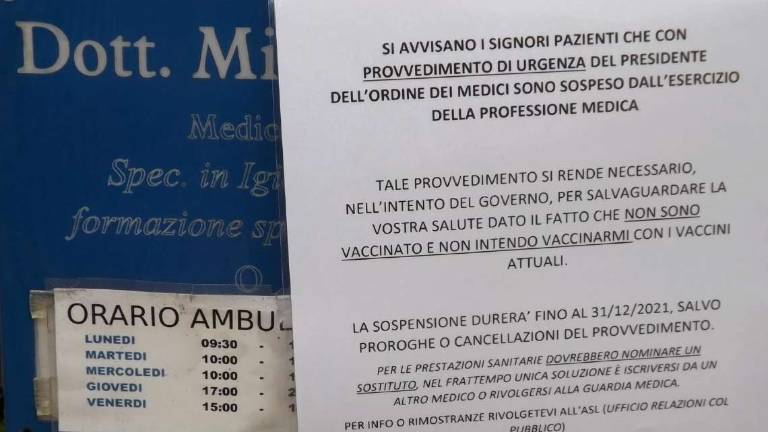 Dott. Mi
Medic
Spec. in Igi
formazione sp
O
ORARIO AMBUL
LUNEDI 09:30 - 1
MARTEDI 10:00 - 1
MERCOLEDI 10:00 - 1
GIOVEDI 17:00 - 2
VENERDI 15:00 - 1
SI AVVISANO I SIGNORI PAZIENTI CHE CON
PROVVEDIMENTO DI URGENZA DEL PRESIDENTE
DELL'ORDINE DEI MEDICI SONO SOSPESO DALL'ESERCIZIO
DELLA PROFESSIONE MEDICA
TALE PROVVEDIMENTO SI RENDE NECESSARIO,
NELL'INTENTO DEL GOVERNO, PER SALVAGUARDARE LA
VOSTRA SALUTE DATO IL FATTO CHE NON SONO
VACCINATO E NON INTENDO VACCINARMI CON I VACCINI
ATTUALI.
LA SOSPENSIONE DURERA' FINO AL 31/12/2021, SALVO
PROROGHE O CANCELLAZIONI DEL PROVVEDIMENTO.
PER LE PRESTAZIONI SANITARIE DOVREBBERO NOMINARE UN
SOSTITUTO, NEL FRATTEMPO UNICA SOLUZIONE È ISCRIVERSI DA UN
ALTRO MEDICO O RIVOLGERSI ALLA GUARDIA MEDICA.
PER INFO O RIMOSTRANZE RIVOLGETEVI ALL'ASL (UFFICIO RELAZIONI COL
PUBBLICO)